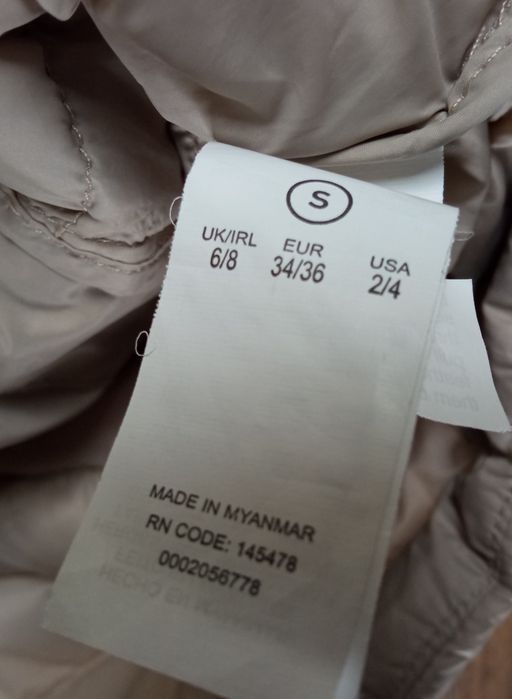 S
UK/IRL EUR USA
6/8 34/36 2/4
MADE IN MYANMAR
RN CODE: 145478
0002056778